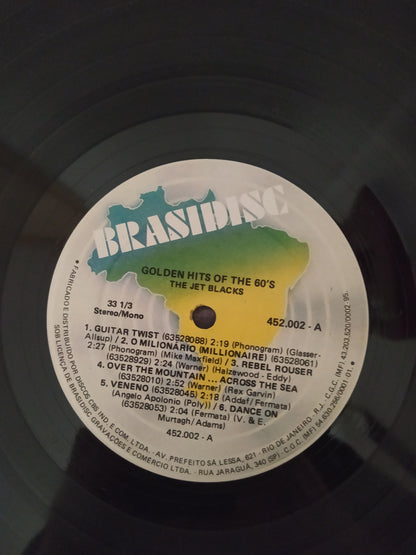 BRASIDISC
GOLDEN HITS OF THE 60'S
THE JET BLACKS
33 1/3
Stereo/Mono
452.002 - A
1. GUITAR TWIST (63528088) 2:19 (Phonogram) (Glasser-
Allsup) / 2. O MILIONÁRIO (MILLIONAIRE) (63528061)
2:27 (Phonogram) (Mike Maxfield) / 3. REBEL ROUSER
(63528929) 2:24 (Warner) (Halzewood - Eddy)
4. OVER THE MOUNTAIN ... ACROSS THE SEA
(63528010) 2:52 (Warner) (Rex Garvin)
5. VENENO (63528045) 2:18 (Addaf/Fermata)
(Angelo Apolonio (Poly)) / 6. DANCE ON
(63528053) 2:04 (Fermata) (V. & E.
Murtagh/Adams)
452.002 - A
• FABRICADO E DISTRIBUÍDO POR DISCOS CBS IND. E COM. LTDA. - AV. PREFEITO SÁ LESSA, 621 - RIO DE JANEIRO - R.J. - C.G.C. (MF) 43.203.520/0002. 95.
SOB LICENÇA DE BRASIDISC GRAVAÇÕES E COMÉRCIO LTDA. - RUA JARAGUÁ, 340 (SP) - C.G.C. (MF) 54.630.256/0001 01 •